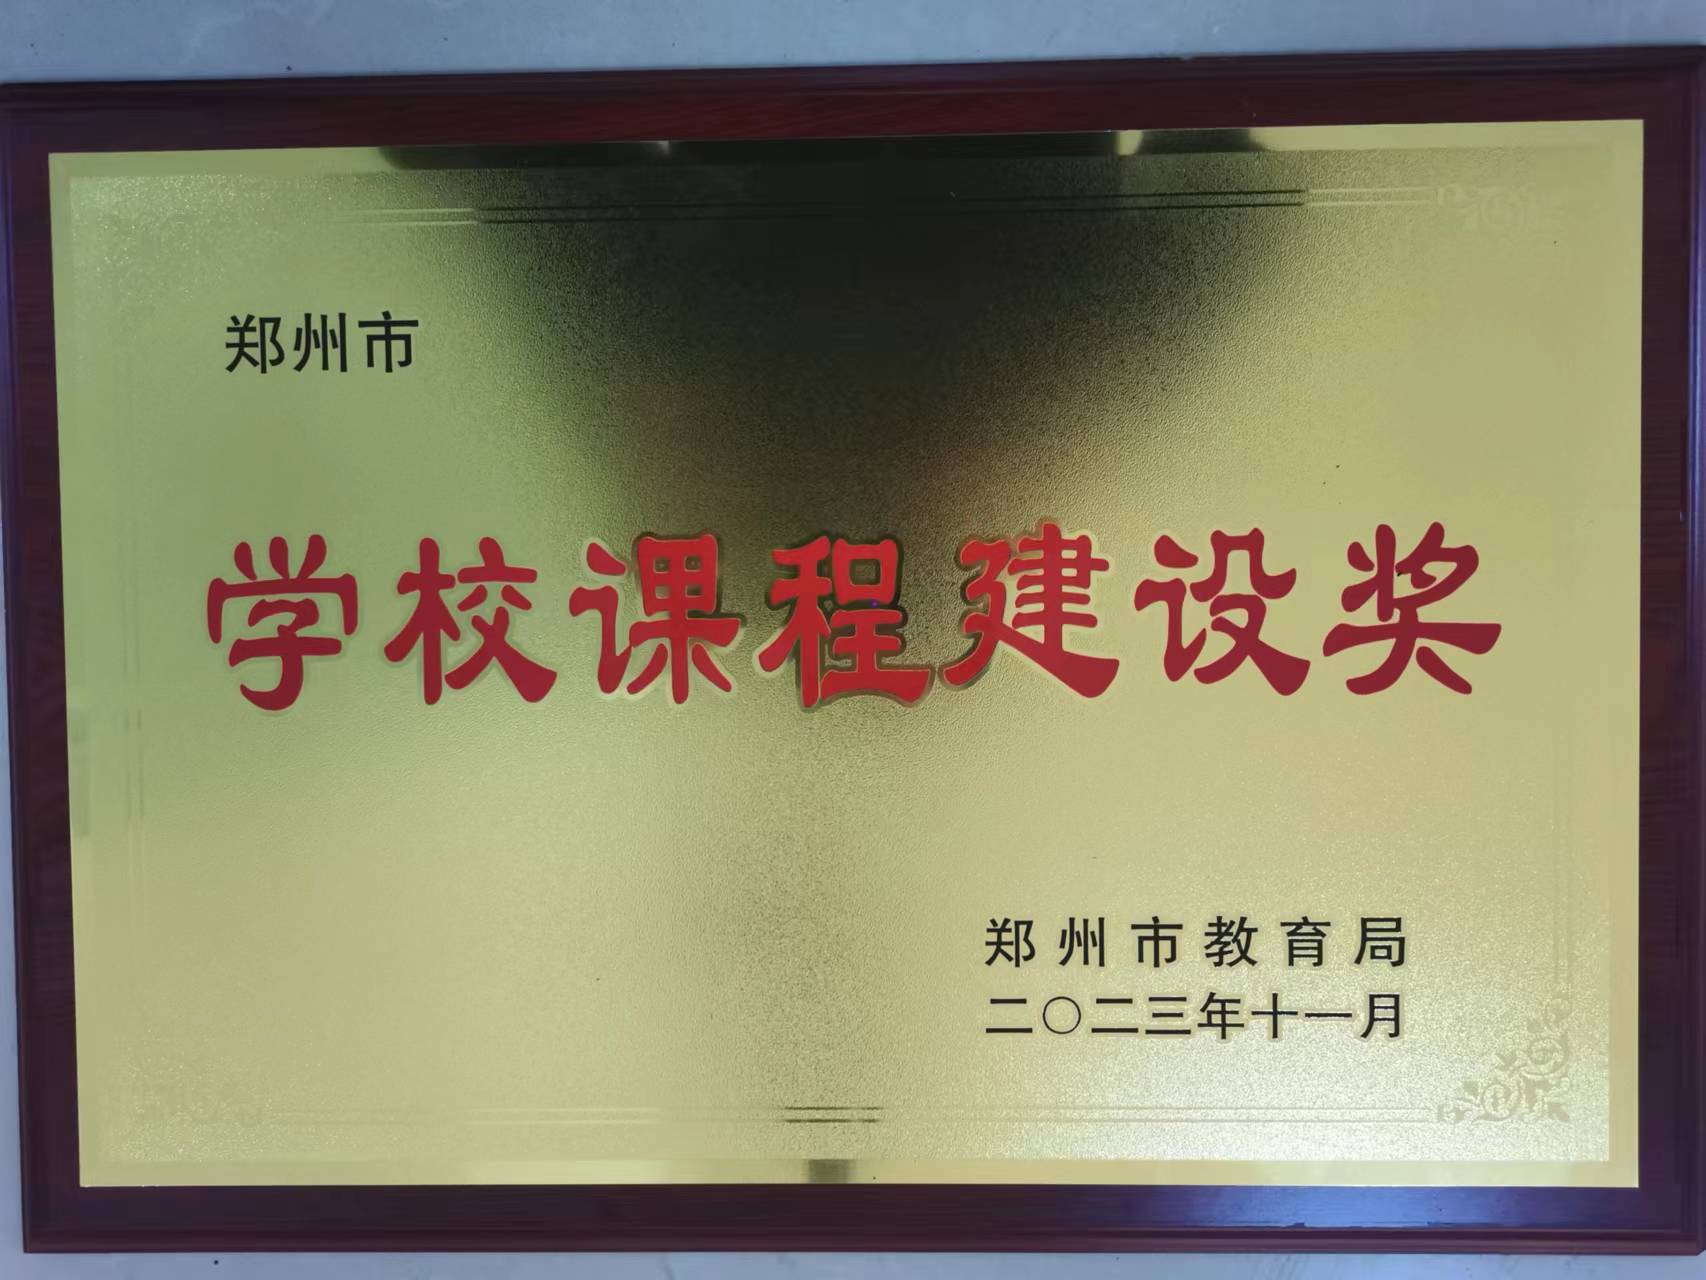 郑州市
学校课程建设奖
郑州市教育局
二〇二三年十一月